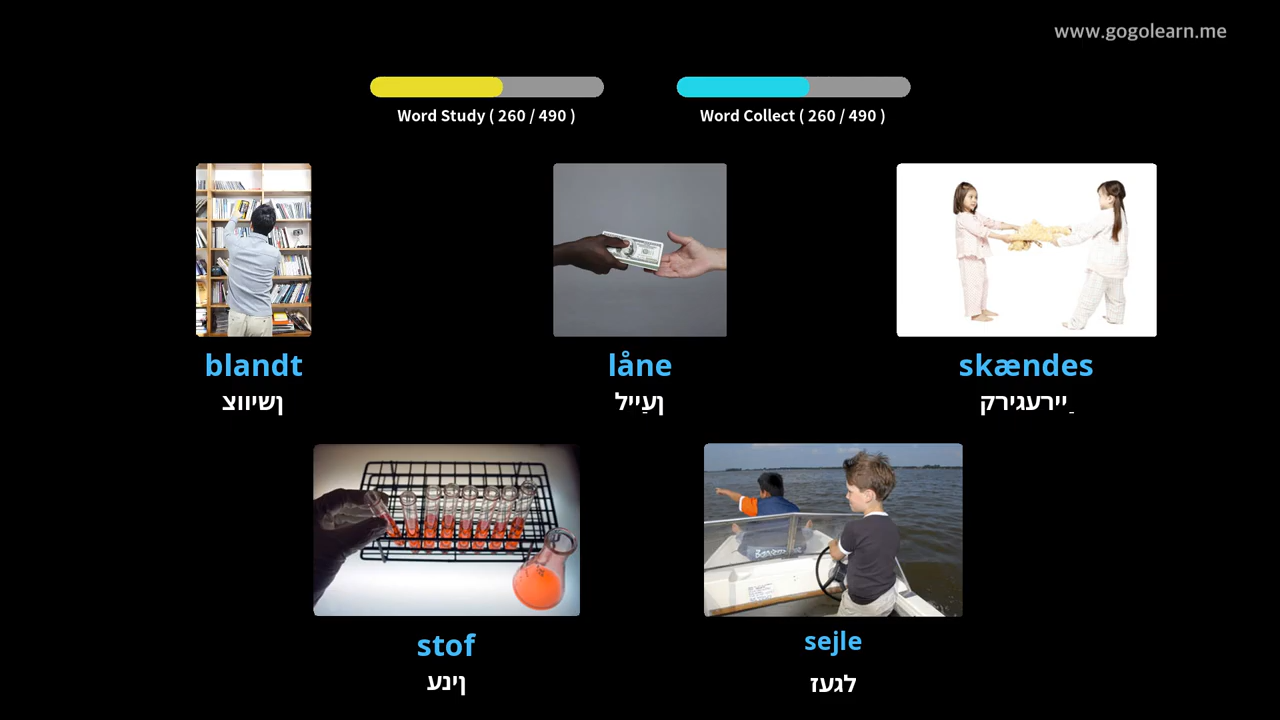 www.gogolearn.me
Word Study ( 260 / 490 )
Word Collect ( 260 / 490 )
blandt
låne
skændes
צווישן
לייַען
קריגערייַ
stof
sejle
ענין
זעגל